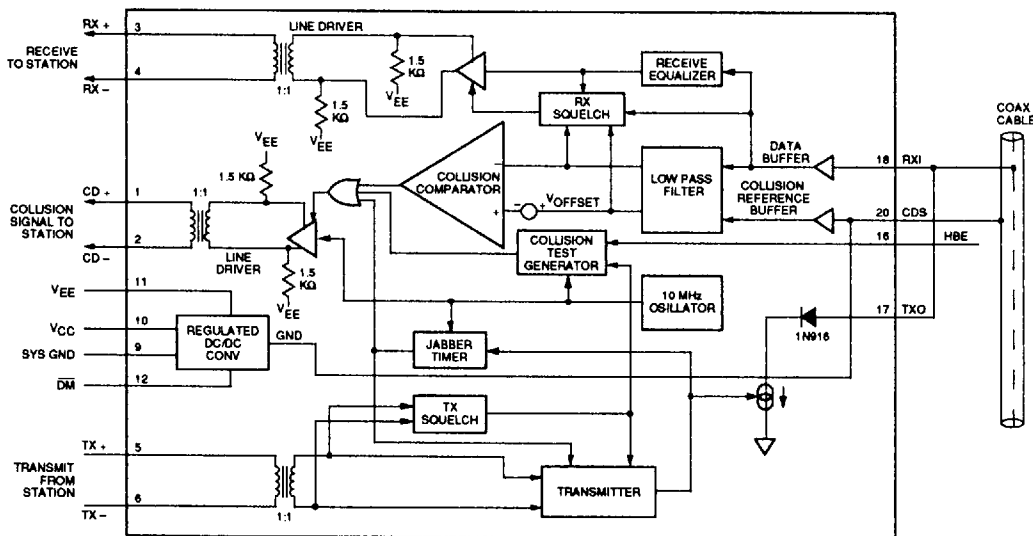 RX +
3
LINE DRIVER
RECEIVE
TO STATION
4
RX −
1:1
1.5
KΩ
VEE
1.5
KΩ
VEE
RECEIVE
EQUALIZER
RX
SQUELCH
COAX
CABLE
DATA
BUFFER
18
RXI
VEE
1.5 KΩ
COLLISION
COMPARATOR
−
+
− +
VOFFSET
LOW PASS
FILTER
COLLISION
REFERENCE
BUFFER
20
CDS
16
HBE
CD +
1
1:1
COLLISION
SIGNAL TO
STATION
2
CD −
LINE
DRIVER
1.5
KΩ
VEE
COLLISION
TEST
GENERATOR
10 MHz
OSILLATOR
17
TXO
1N916
VEE
11
VCC
10
SYS GND
9
DM
12
REGULATED
DC/DC
CONV
GND
JABBER
TIMER
TX
SQUELCH
TX +
5
TRANSMIT
FROM
STATION
6
TX −
1:1
TRANSMITTER